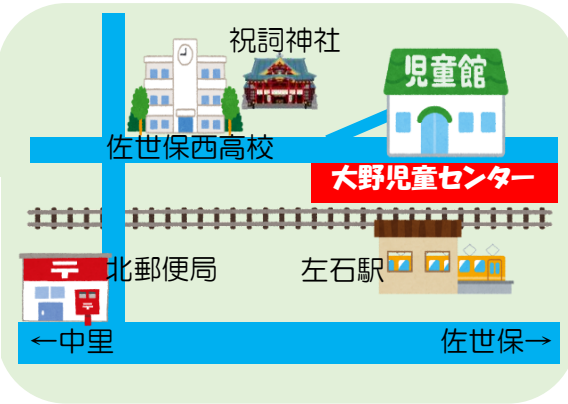 祝詞神社
児童館
佐世保西高校
大野児童センター
北郵便局
左石駅
←中里
佐世保→